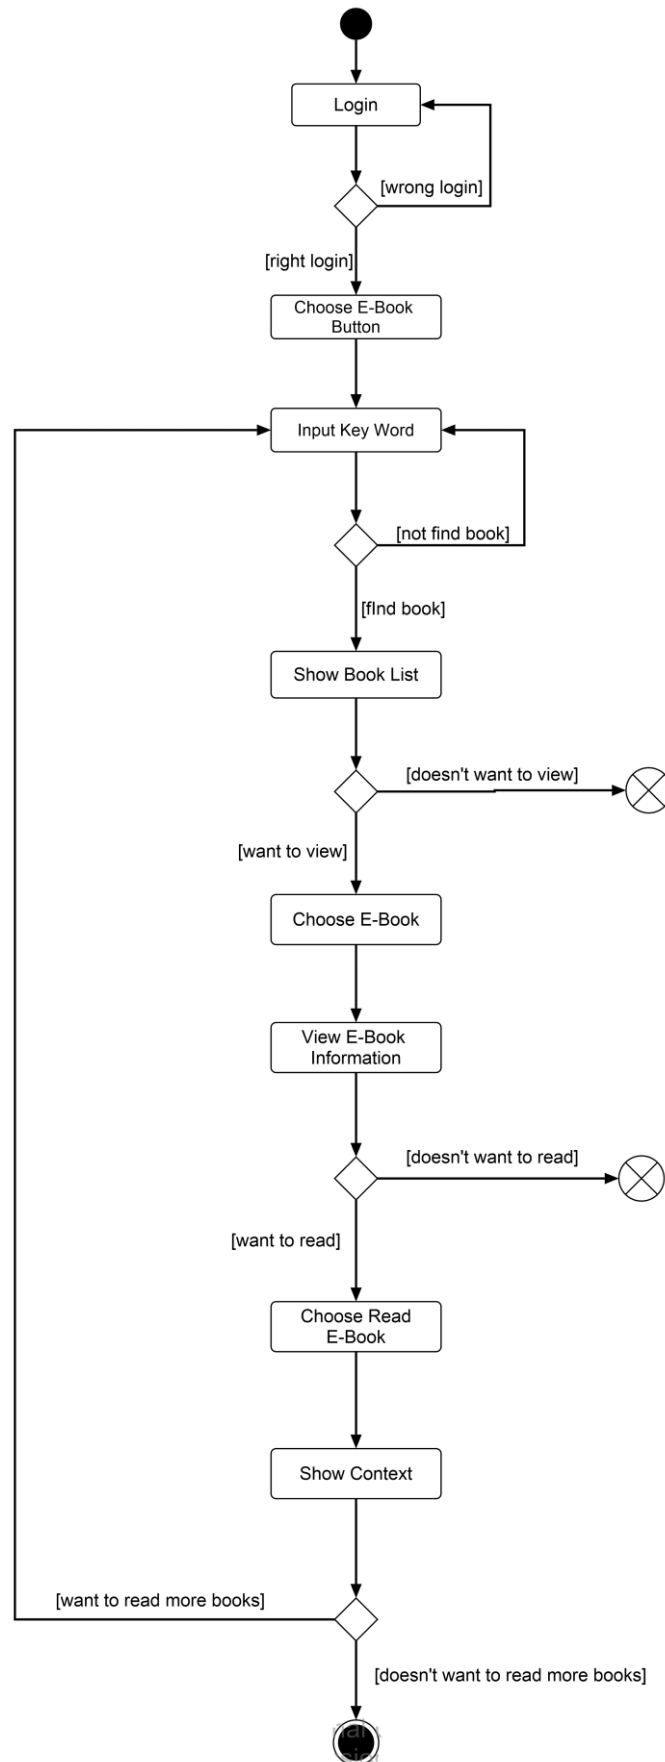 Login
[wrong login]
[right login]
Choose E-Book
Button
Input Key Word
[not find book]
[fInd book]
Show Book List
[doesn't want to view]
[want to view]
Choose E-Book
View E-Book
Information
[doesn't want to read]
[want to read]
Choose Read
E-Book
Show Context
[want to read more books]
[doesn't want to read more books]